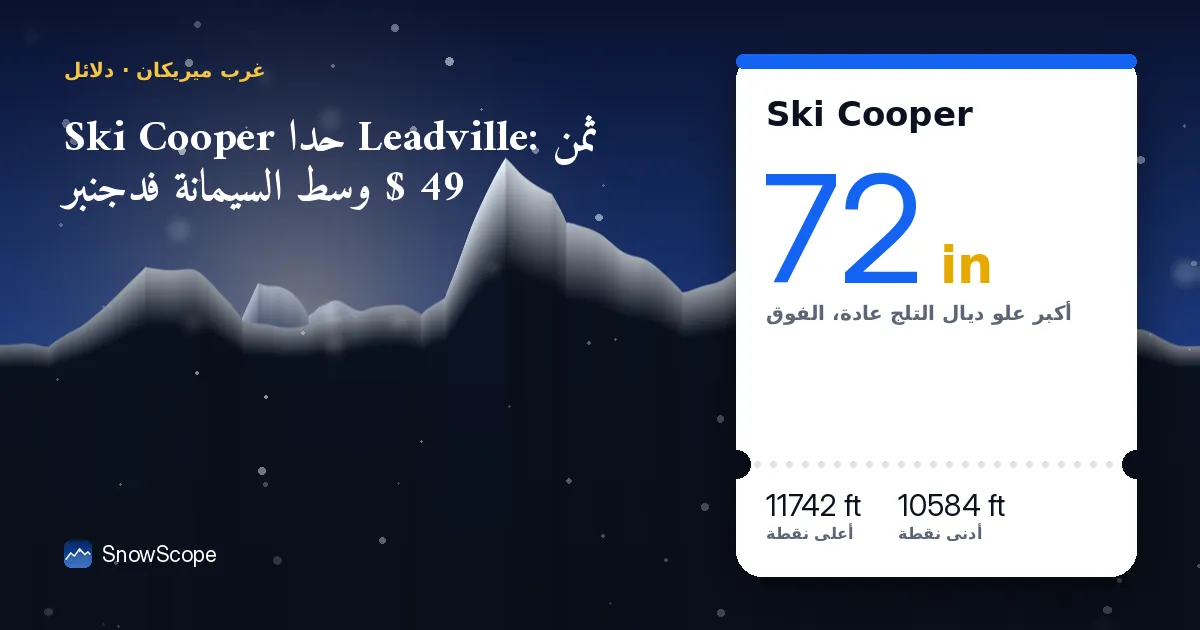 غرب ميريكان · دلائل
Ski Cooper حدا Leadville: ثمن
49 $ وسط السيمانة فدجنبر
SnowScope
Ski Cooper
72 in
أكبر علو ديال التلج عادة، الفوق
11742 ft
أعلى نقطة
10584 ft
أدنى نقطة